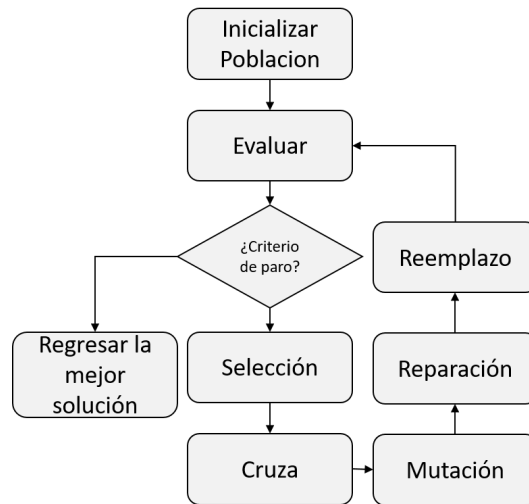 Inicializar
Poblacion
Evaluar
¿Criterio
de paro?
Reemplazo
Regresar la
mejor
solución
Selección
Reparación
Cruza
Mutación